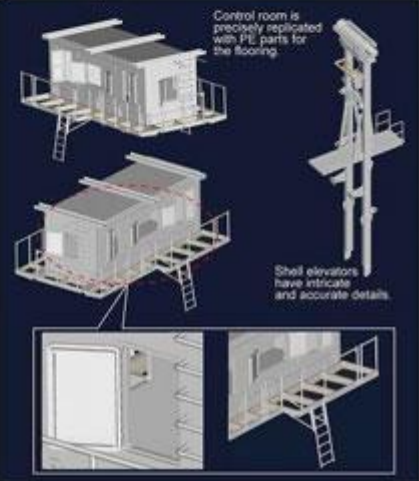 Control room is
precisely replicated
with PE parts for
the flooring.
Shell elevators
have intricate
and accurate details.